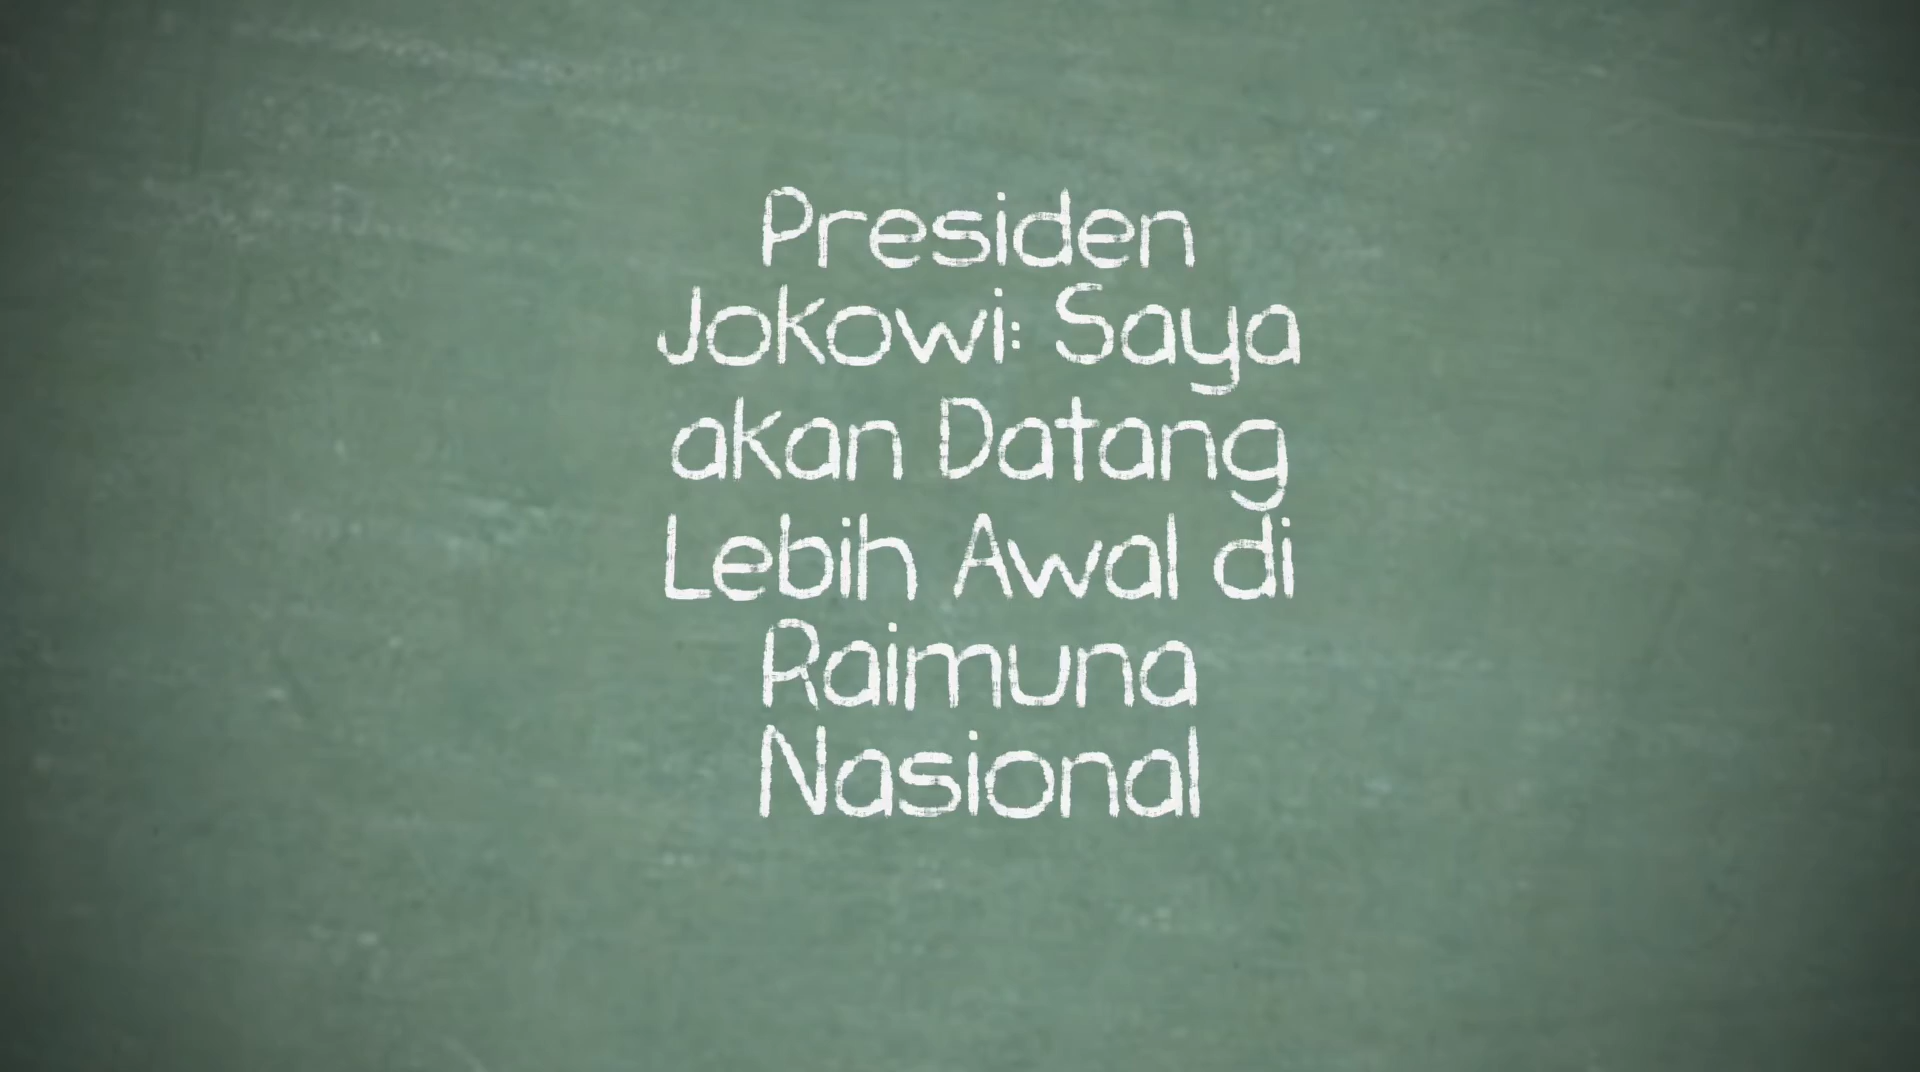 Presiden
Jokowi: Saya
akan Datang
Lebih Awal di
Raimuna
Nasional